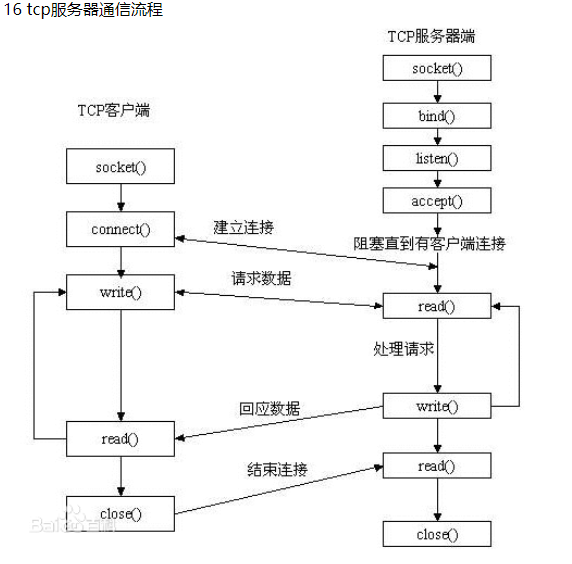 16 tcp服务器通信流程
TCP服务器端
socket()
bind()
listen()
accept()
阻塞直到有客户端连接
read()
处理请求
write()
read()
close()
TCP客户端
socket()
connect()
write()
read()
close()
建立连接
请求数据
回应数据
结束连接
Baidu百科